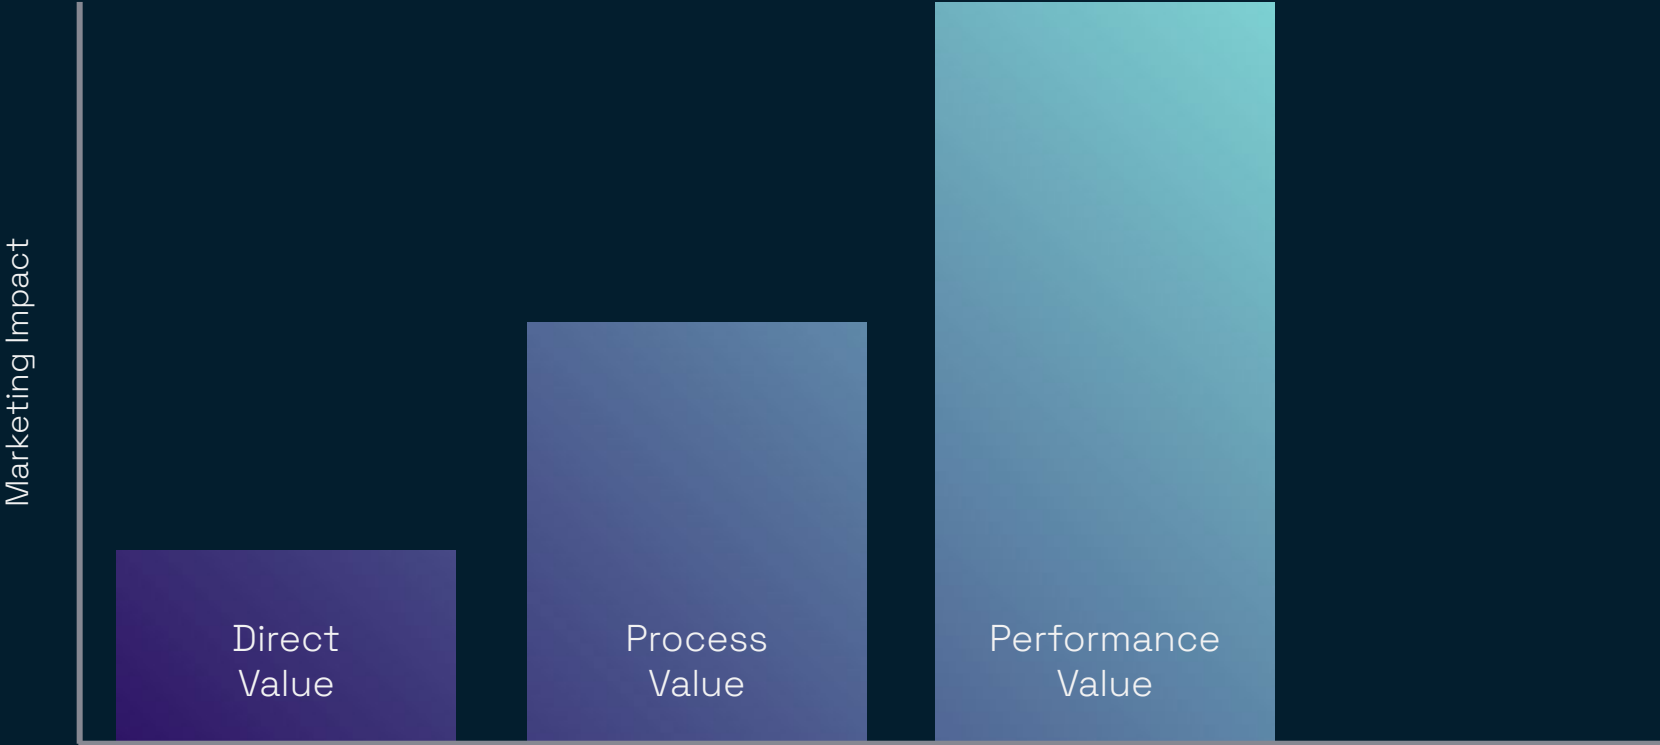 Marketing Impact
Direct
Value
Process
Value
Performance
Value